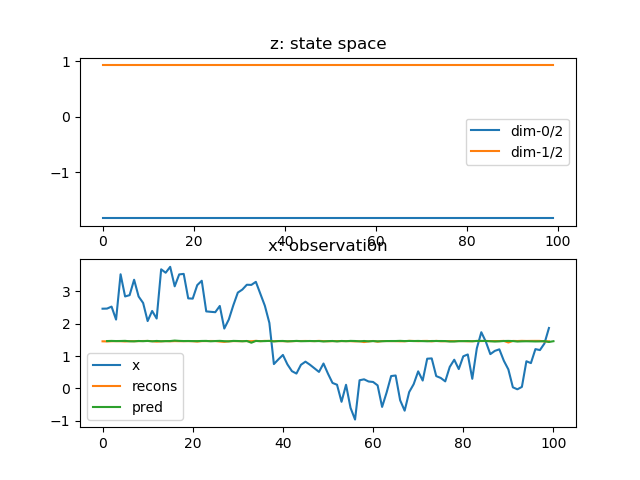 z: state space
1
0
−1
dim-0/2
dim-1/2
0 20 40 60 80 100
x: observation
3
2
1
0
−1
x
recons
pred
0 20 40 60 80 100